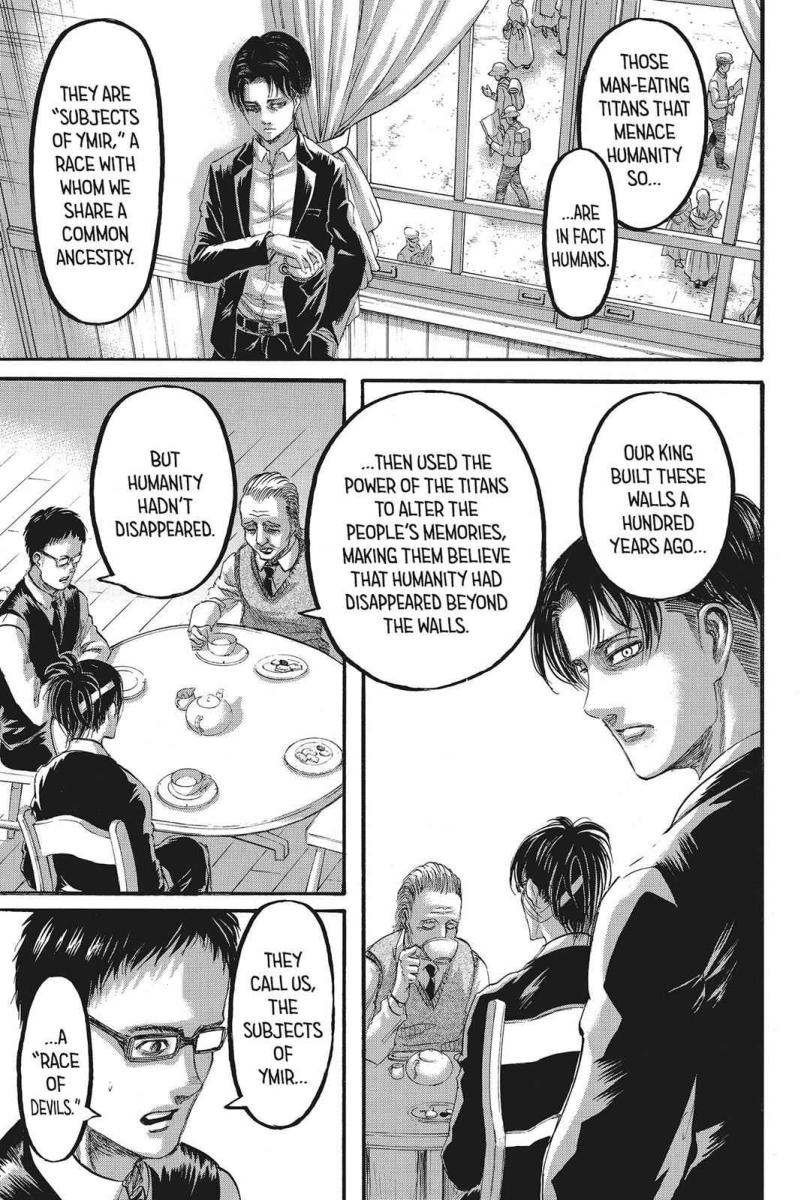 THOSE
MAN-EATING
TITANS THAT
MENACE
HUMANITY
SO...
...ARE
IN FACT
HUMANS.
THEY ARE
"SUBJECTS
OF YMIR," A
RACE WITH
WHOM WE
SHARE A
COMMON
ANCESTRY.
OUR KING
BUILT THESE
WALLS A
HUNDRED
YEARS AGO...
...THEN USED THE
POWER OF THE TITANS
TO ALTER THE
PEOPLE'S MEMORIES,
MAKING THEM BELIEVE
THAT HUMANITY HAD
DISAPPEARED BEYOND
THE WALLS.
BUT
HUMANITY
HADN'T
DISAPPEARED.
THEY
CALL US,
THE
SUBJECTS
OF
YMIR...
...A
"RACE
OF
DEVILS."